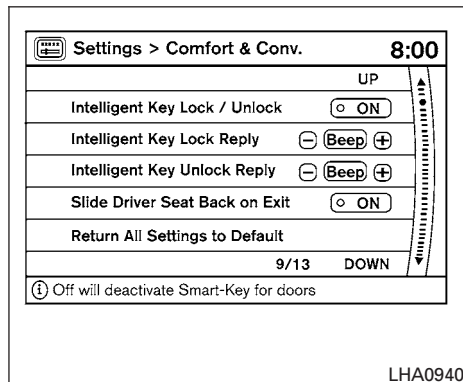 Settings > Comfort & Conv. 8:00
UP
Intelligent Key Lock / Unlock ON
Intelligent Key Lock Reply − Beep +
Intelligent Key Unlock Reply − Beep +
Slide Driver Seat Back on Exit ON
Return All Settings to Default
9/13 DOWN
i Off will deactivate Smart-Key for doors
LHA0940